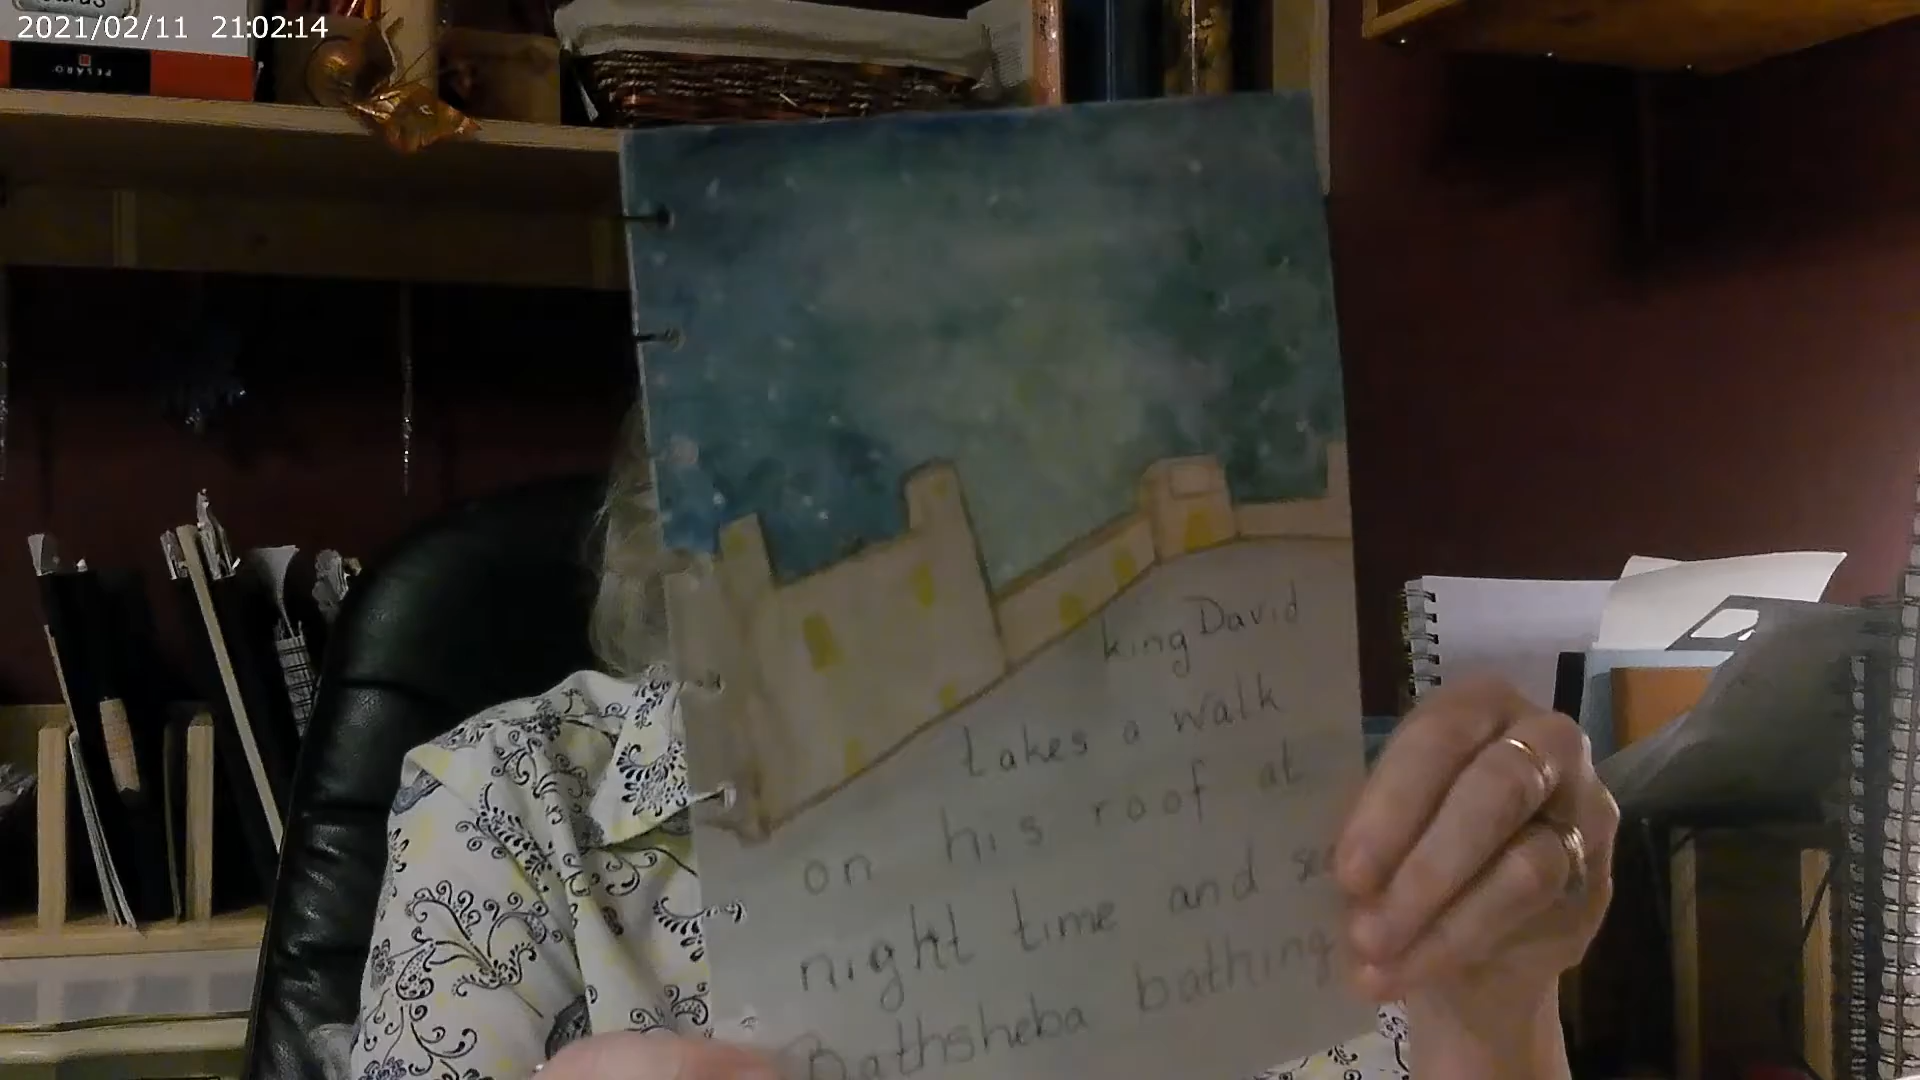 2021/02/11 21:02:14
PESARO
king David
takes a walk
on his roof at
night time and
Bathsheba bathing